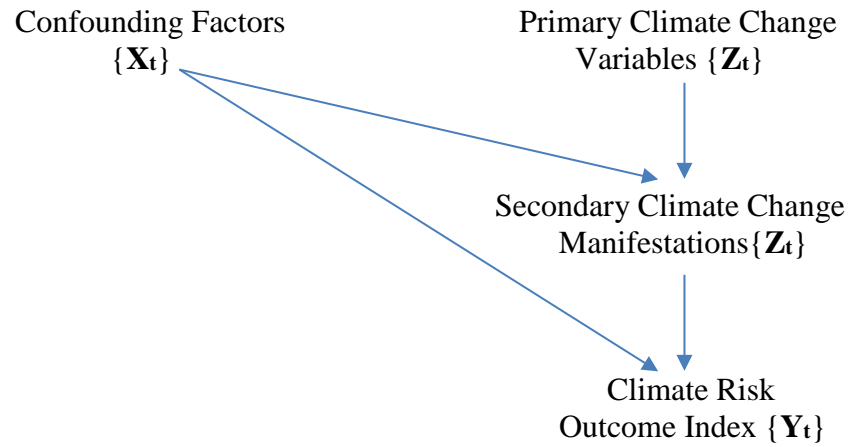 Confounding Factors
{Xt}
Primary Climate Change
Variables {Zt}
Secondary Climate Change
Manifestations{Zt}
Climate Risk
Outcome Index {Yt}